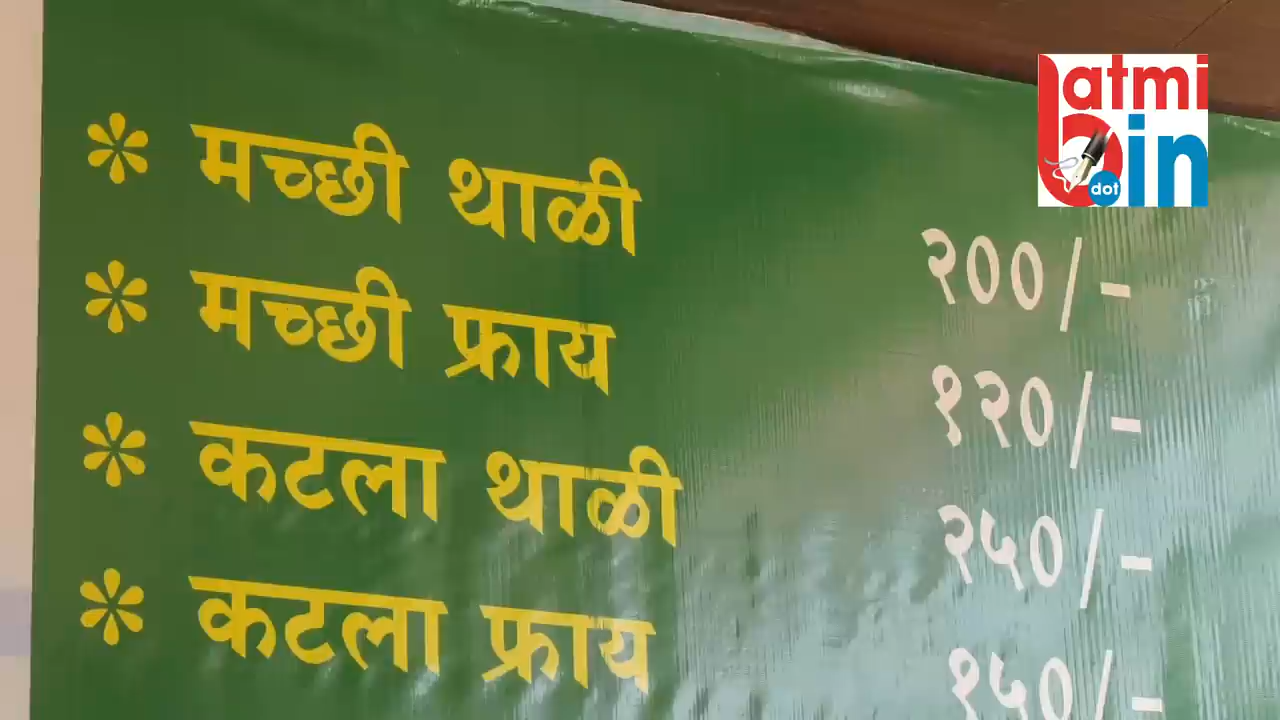 batmi
dot in
* मच्छी थाळी २००/-
* मच्छी फ्राय १२०/-
* कटला थाळी २५०/-
* कटला फ्राय १५०/-